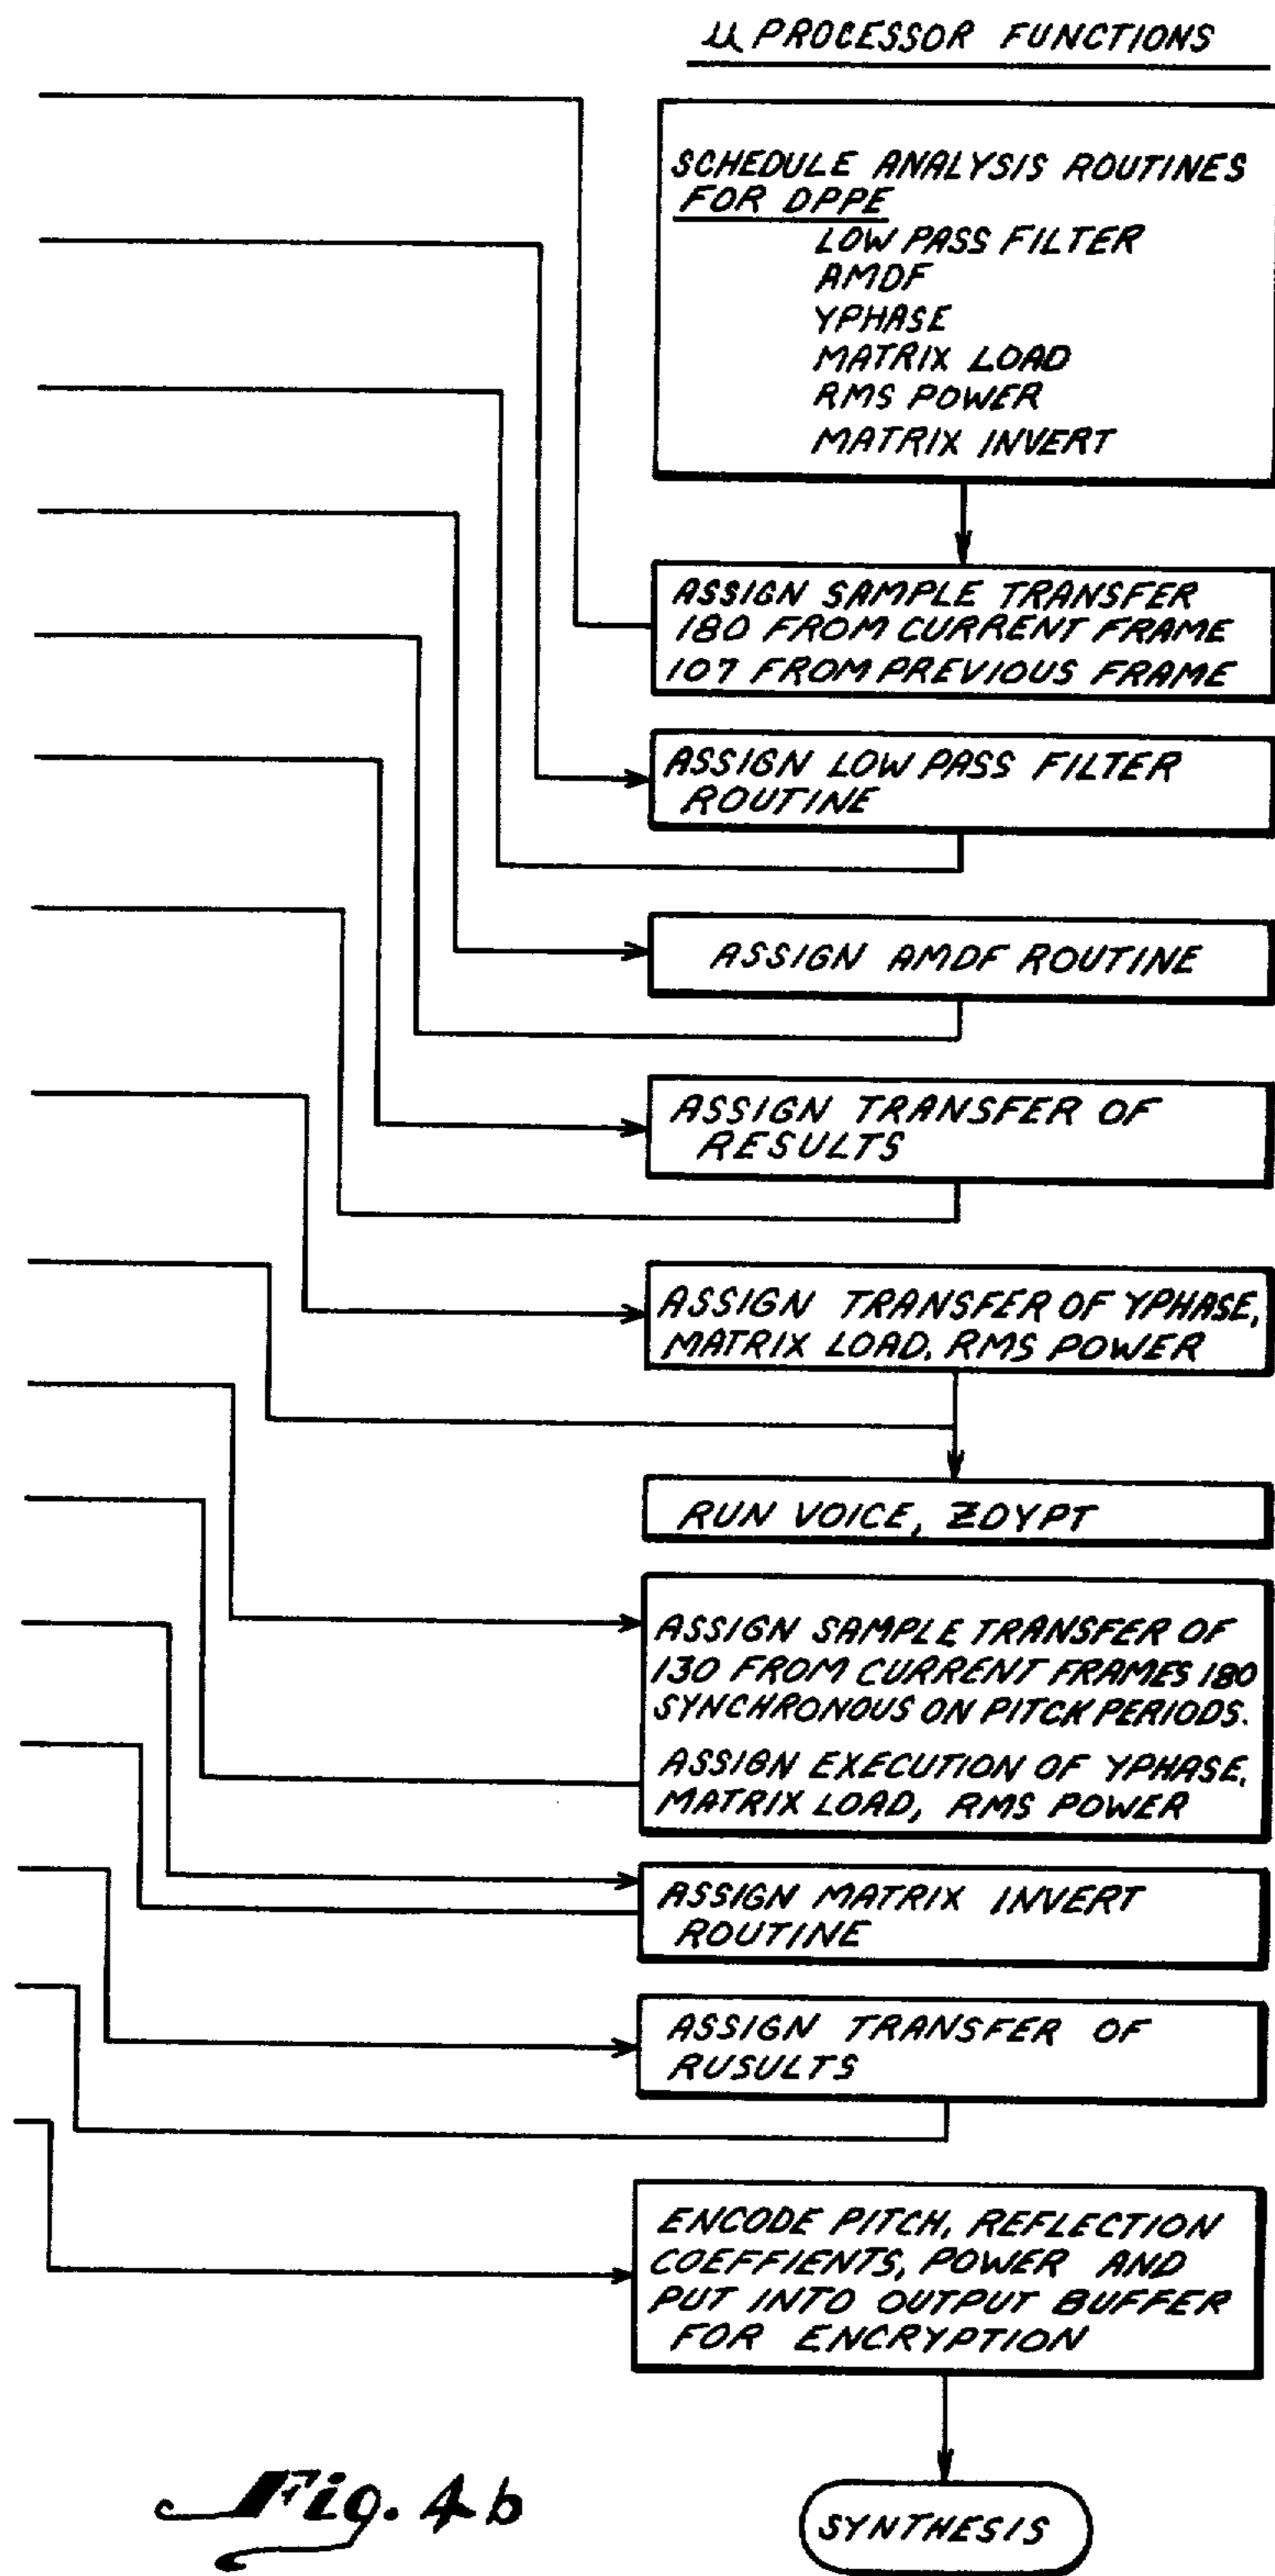 µ PROCESSOR FUNCTIONS
SCHEDULE ANALYSIS ROUTINES
FOR DPPE
LOW PASS FILTER
AMDF
YPHASE
MATRIX LOAD
RMS POWER
MATRIX INVERT
ASSIGN SAMPLE TRANSFER
180 FROM CURRENT FRAME
107 FROM PREVIOUS FRAME
ASSIGN LOW PASS FILTER
ROUTINE
ASSIGN AMDF ROUTINE
ASSIGN TRANSFER OF
RESULTS
ASSIGN TRANSFER OF YPHASE,
MATRIX LOAD, RMS POWER
RUN VOICE, ZDYPT
ASSIGN SAMPLE TRANSFER OF
130 FROM CURRENT FRAMES 180
SYNCHRONOUS ON PITCK PERIODS.
ASSIGN EXECUTION OF YPHASE,
MATRIX LOAD, RMS POWER
ASSIGN MATRIX INVERT
ROUTINE
ASSIGN TRANSFER OF
RUSULTS
ENCODE PITCH, REFLECTION
COEFFIENTS, POWER AND
PUT INTO OUTPUT BUFFER
FOR ENCRYPTION
SYNTHESIS
Fig. 4b